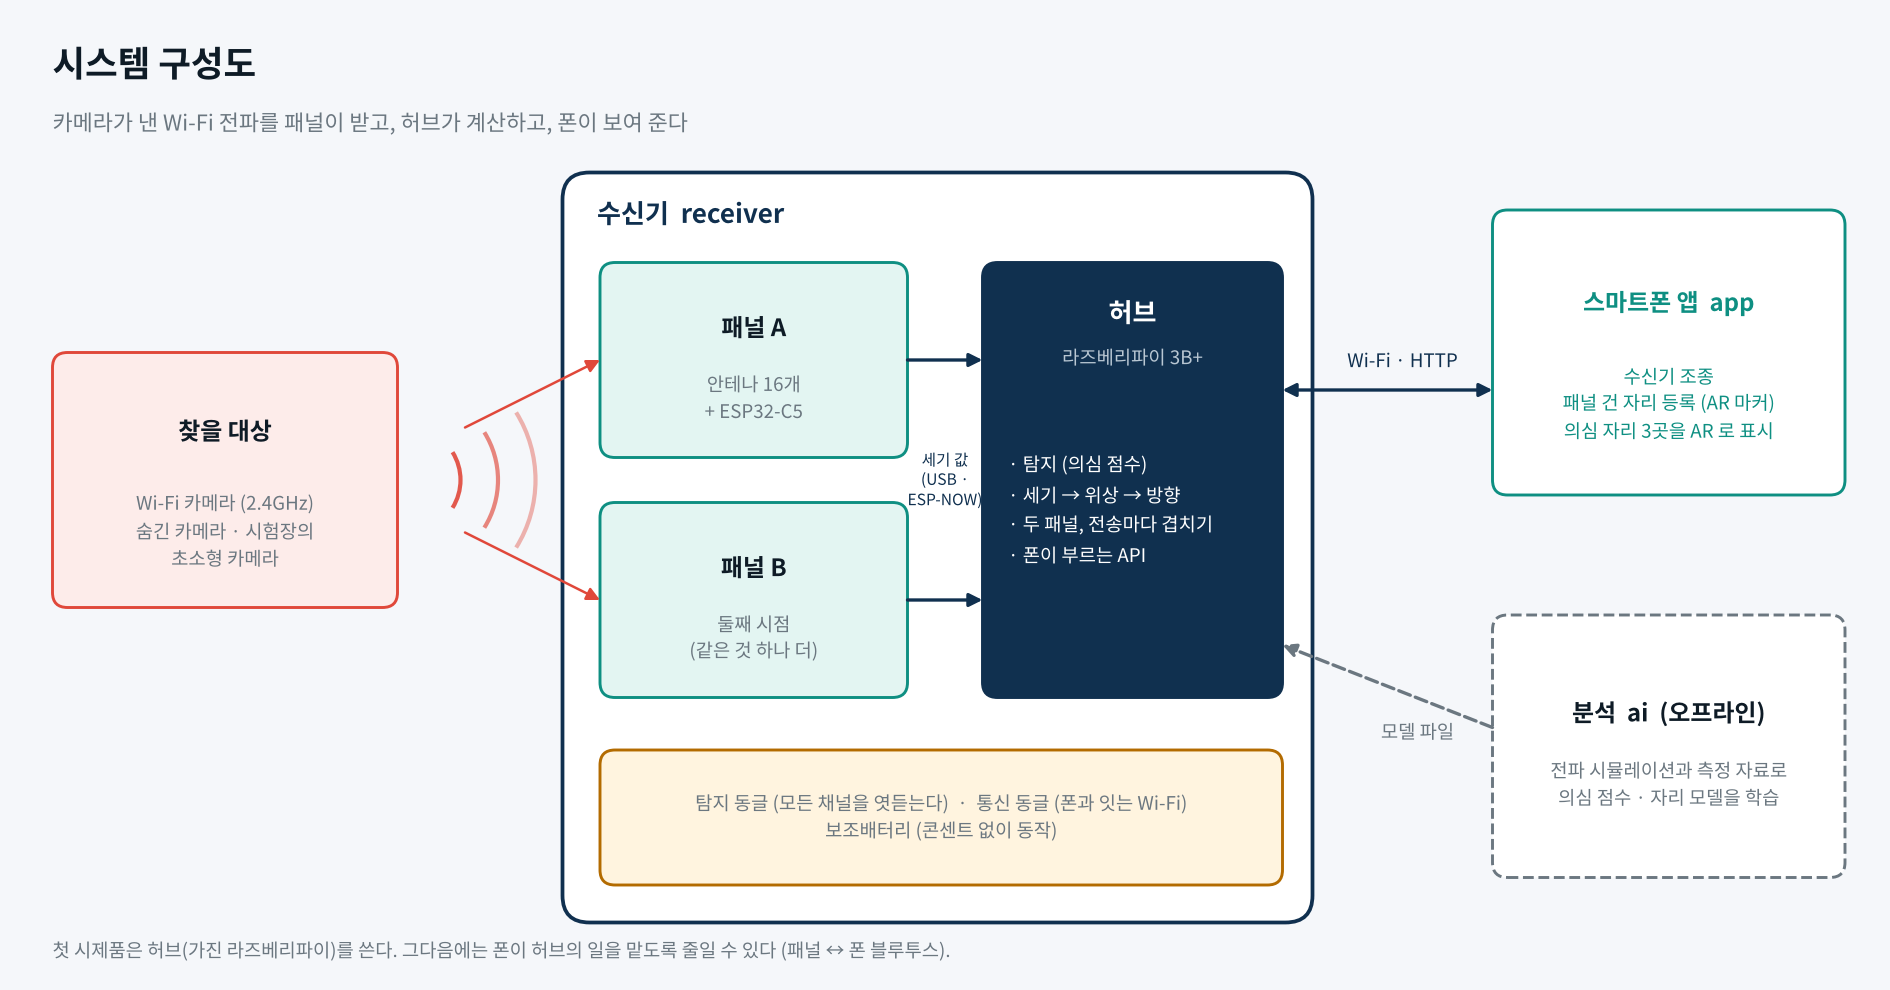 시스템 구성도
카메라가 낸 Wi-Fi 전파를 패널이 받고, 허브가 계산하고, 폰이 보여 준다
찾을 대상
Wi-Fi 카메라 (2.4GHz)
숨긴 카메라 · 시험장의
초소형 카메라
수신기 receiver
패널 A
안테나 16개
+ ESP32-C5
패널 B
둘째 시점
(같은 것 하나 더)
세기 값
(USB ·
ESP-NOW)
허브
라즈베리파이 3B+
· 탐지 (의심 점수)
· 세기 → 위상 → 방향
· 두 패널, 전송마다 겹치기
· 폰이 부르는 API
탐지 동글 (모든 채널을 엿듣는다) · 통신 동글 (폰과 잇는 Wi-Fi)
보조배터리 (콘센트 없이 동작)
Wi-Fi · HTTP
스마트폰 앱 app
수신기 조종
패널 건 자리 등록 (AR 마커)
의심 자리 3곳을 AR 로 표시
모델 파일
분석 ai (오프라인)
전파 시뮬레이션과 측정 자료로
의심 점수 · 자리 모델을 학습
첫 시제품은 허브(가진 라즈베리파이)를 쓴다. 그다음에는 폰이 허브의 일을 맡도록 줄일 수 있다 (패널 ↔ 폰 블루투스).